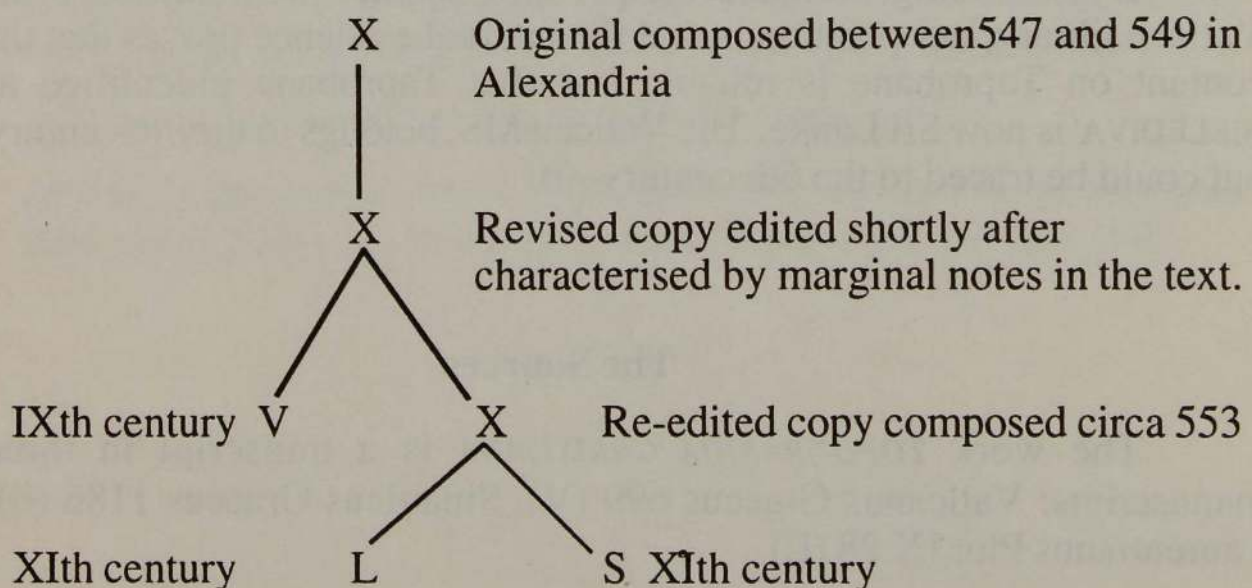 X Original composed between547 and 549 in
Alexandria
X Revised copy edited shortly after
characterised by marginal notes in the text.
IXth century V X Re-edited copy composed circa 553
XIth century L S XIth century